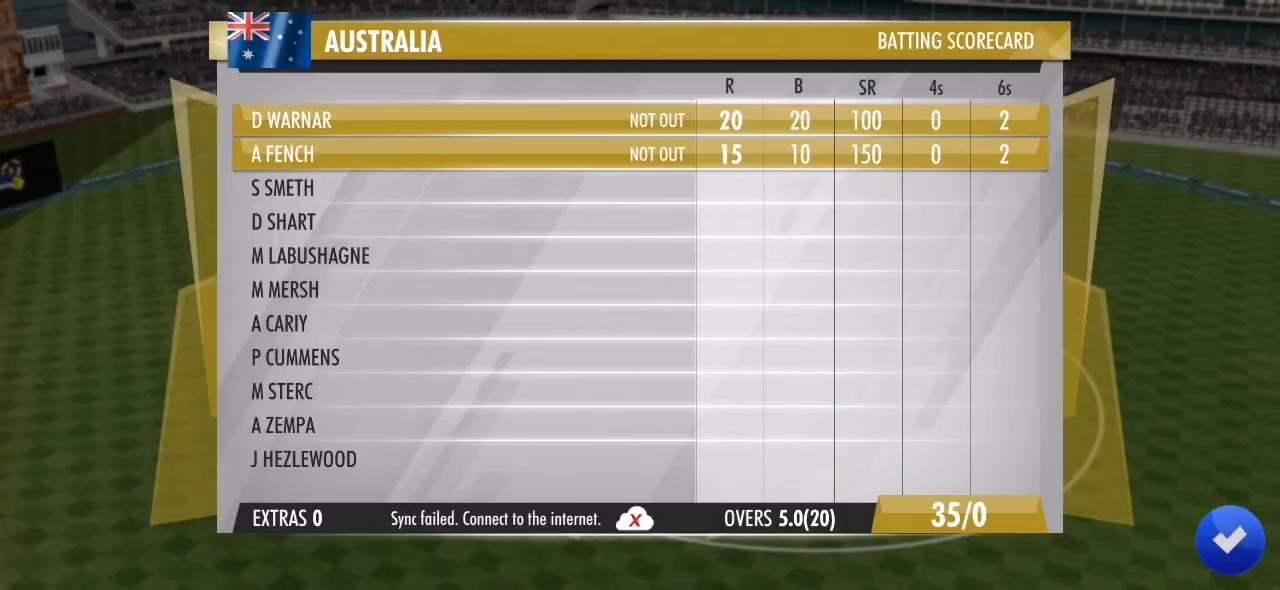 AUSTRALIA BATTING SCORECARD
R B SR 4s 6s
D WARNAR NOT OUT 20 20 100 0 2
A FENCH NOT OUT 15 10 150 0 2
S SMETH
D SHART
M LABUSHAGNE
M MERSH
A CARIY
P CUMMENS
M STERC
A ZEMPA
J HEZLEWOOD
EXTRAS 0 Sync failed. Connect to the internet. X OVERS 5.0(20) 35/0